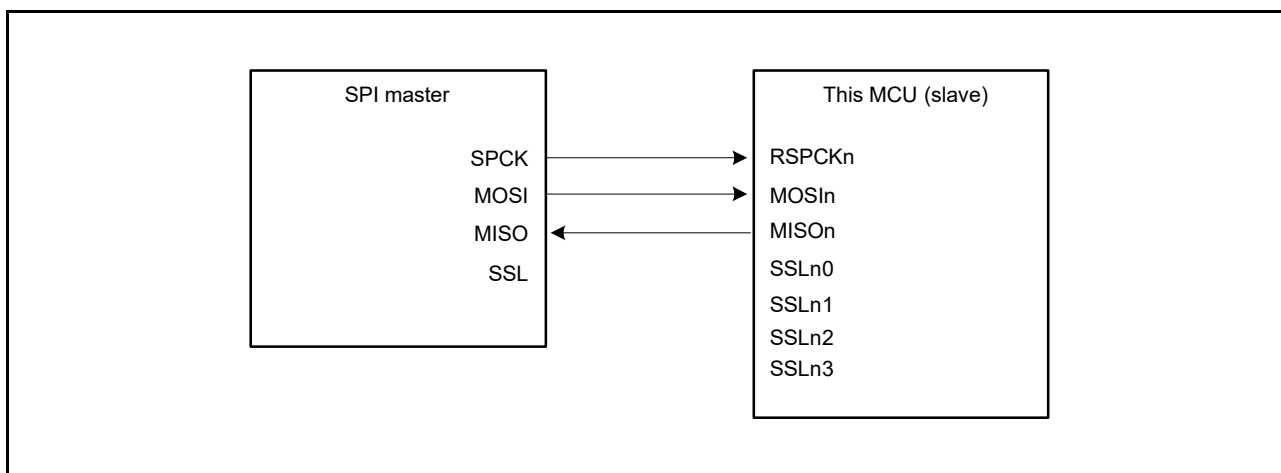 SPI master
SPCK
MOSI
MISO
SSL
This MCU (slave)
RSPCKn
MOSIn
MISOn
SSLn0
SSLn1
SSLn2
SSLn3